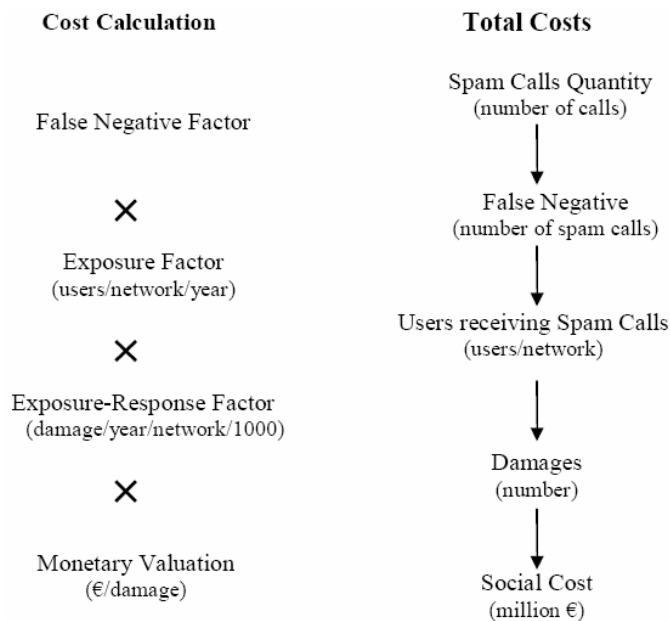 Cost Calculation
False Negative Factor
×
Exposure Factor
(users/network/year)
×
Exposure-Response Factor
(damage/year/network/1000)
×
Monetary Valuation
(€/damage)
Total Costs
Spam Calls Quantity
(number of calls)
False Negative
(number of spam calls)
Users receiving Spam Calls
(users/network)
Damages
(number)
Social Cost
(million €)